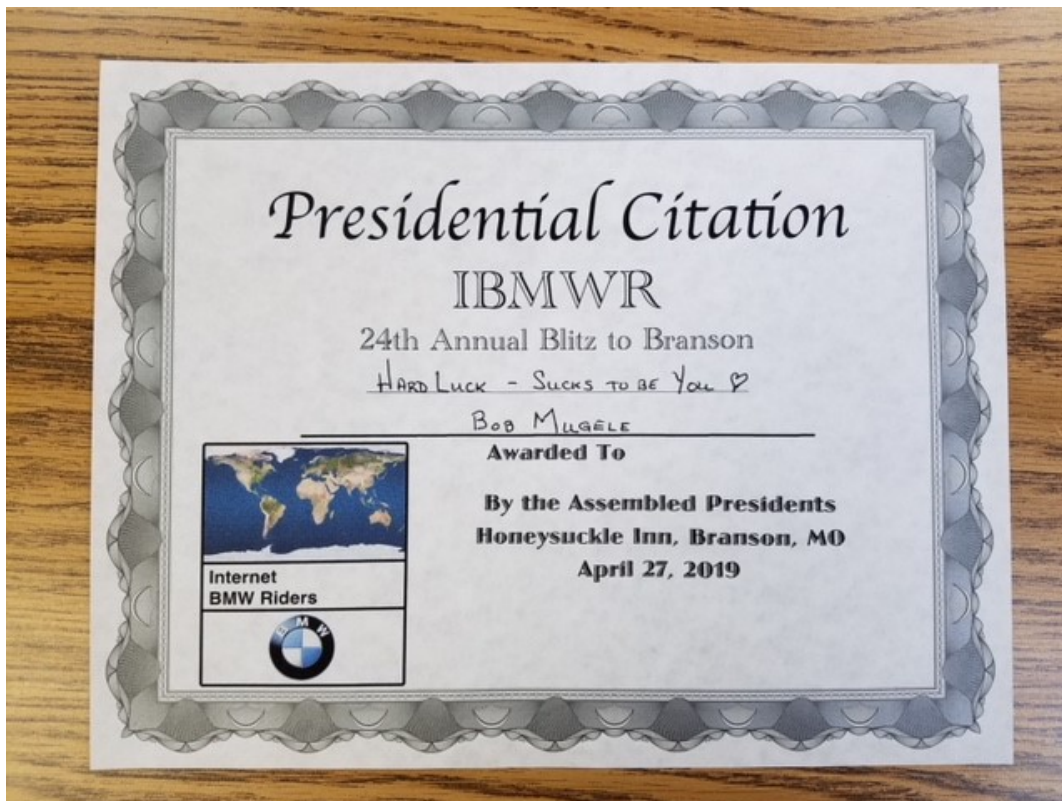 Presidential Citation
IBMWR
24th Annual Blitz to Branson
HARD LUCK - SUCKS TO BE YOU ♡
BOB MUGELE
Awarded To
By the Assembled Presidents
Honeysuckle Inn, Branson, MO
April 27, 2019
Internet
BMW Riders
BMW